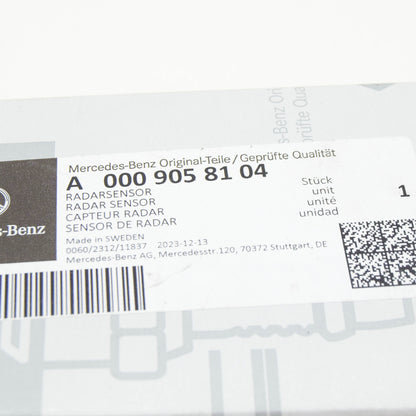 Mercedes-Benz Original-Teile/Geprüfte Qualität
A 000 905 81 04
RADARSENSOR
RADAR SENSOR
CAPTEUR RADAR
SENSOR DE RADAR
Stück
unit
unité
unidad
1
Made in SWEDEN
0060/2312/11837 2023-12-13
Mercedes-Benz AG, Mercedesstr.120, 70372 Stuttgart, DE
s-Benz